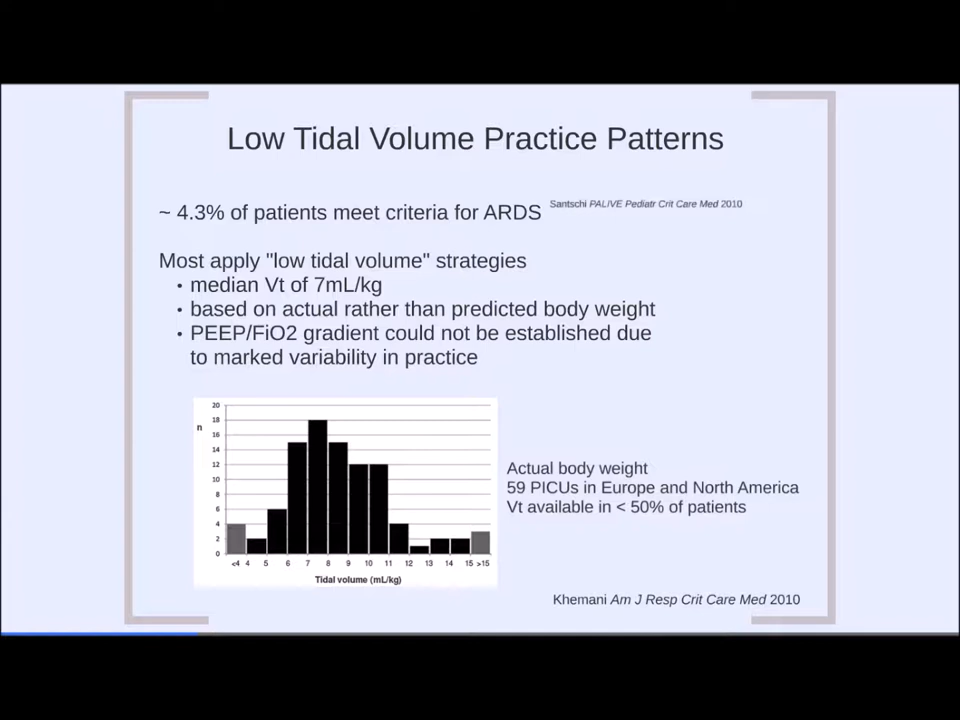 Low Tidal Volume Practice Patterns
~ 4.3% of patients meet criteria for ARDS Santschi PALIVE Pediatr Crit Care Med 2010
Most apply "low tidal volume" strategies
• median Vt of 7mL/kg
• based on actual rather than predicted body weight
• PEEP/FiO2 gradient could not be established due
to marked variability in practice
20
18
n
16
14
12
10
8
6
4
2
0
<4 4 5 6 7 8 9 10 11 12 13 14 15 >15
Tidal volume (mL/kg)
Actual body weight
59 PICUs in Europe and North America
Vt available in < 50% of patients
Khemani Am J Resp Crit Care Med 2010